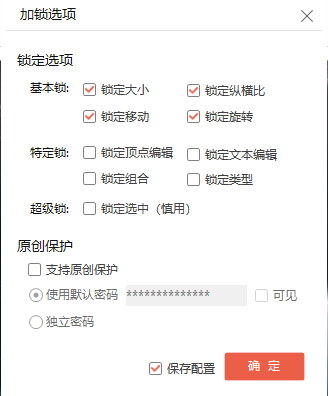 加锁选项
锁定选项
基本锁: 锁定大小 锁定纵横比
锁定移动 锁定旋转
特定锁: 锁定顶点编辑 锁定文本编辑
锁定组合 锁定类型
超级锁: 锁定选中（慎用）
原创保护
支持原创保护
使用默认密码 ************** 可见
独立密码
保存配置 确 定